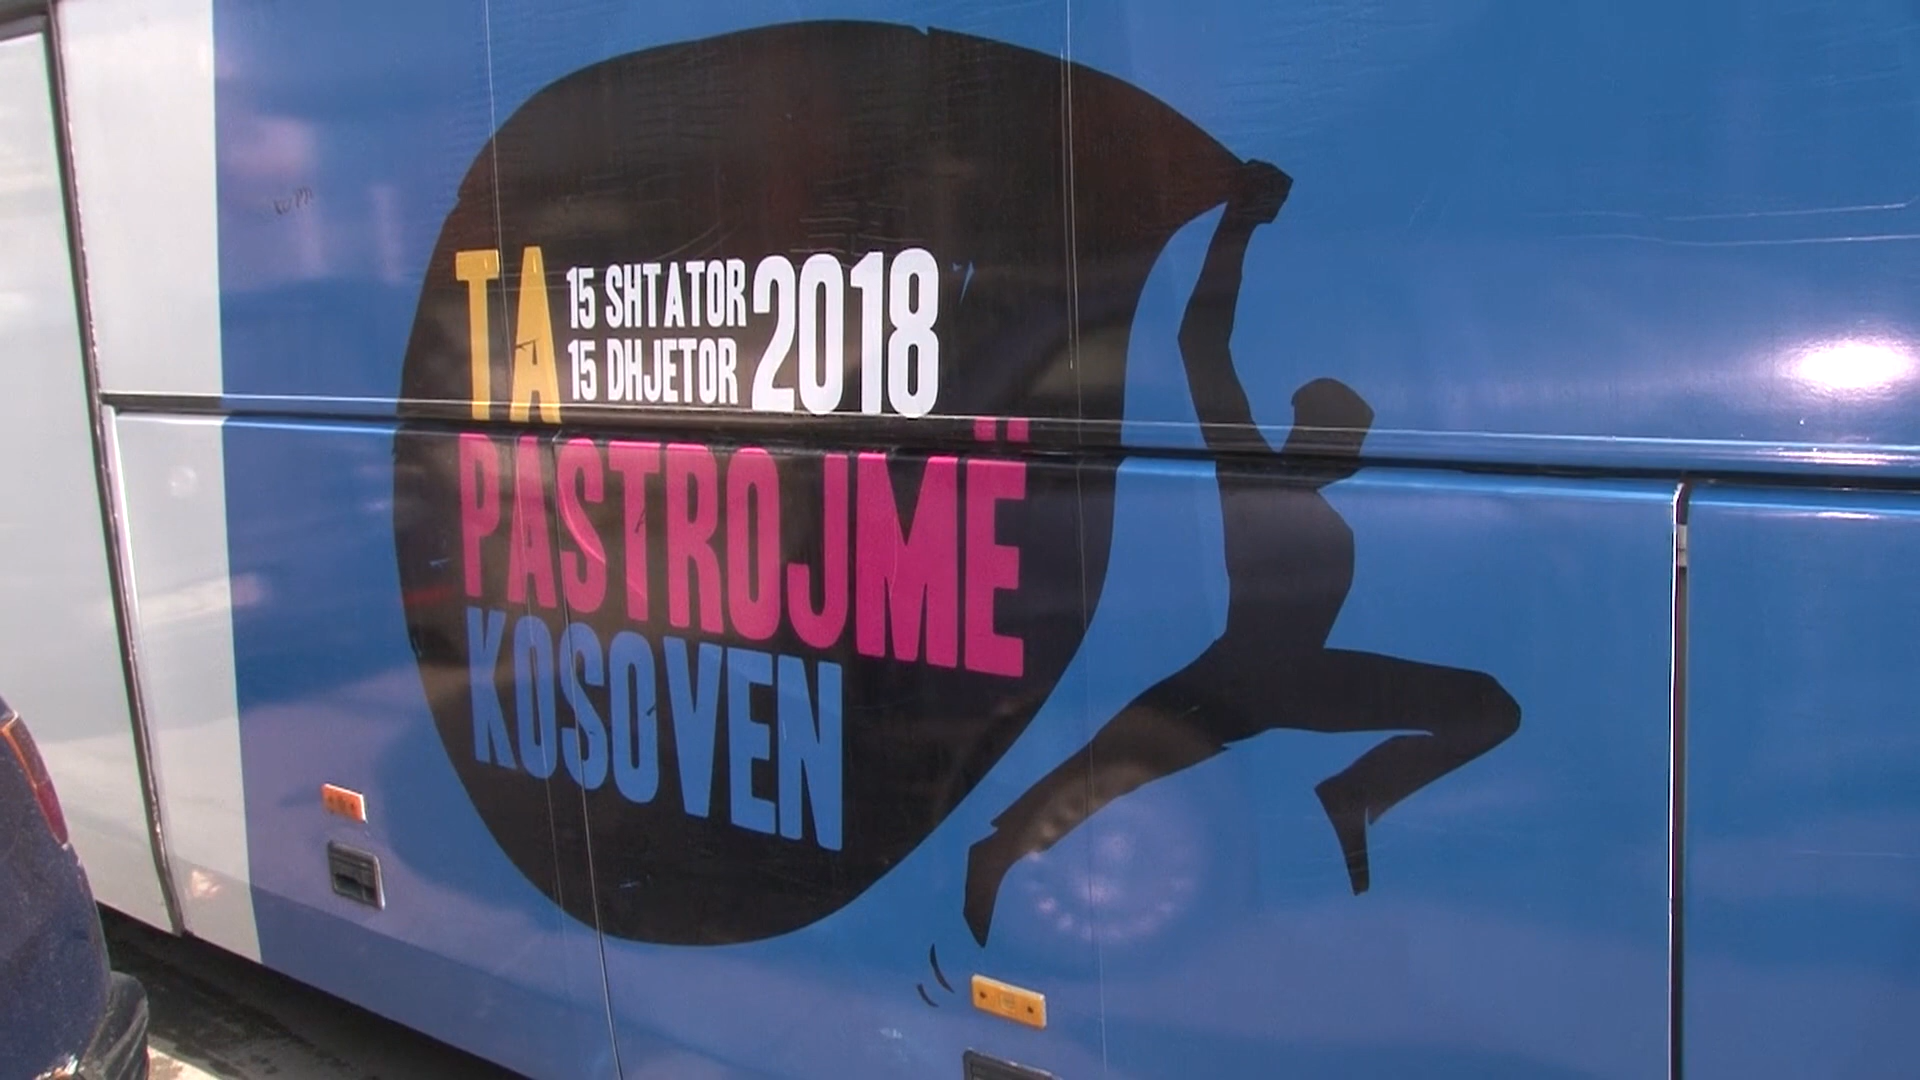 TA
15 SHTATOR
15 DHJETOR
2018
PASTROJMË
KOSOVEN